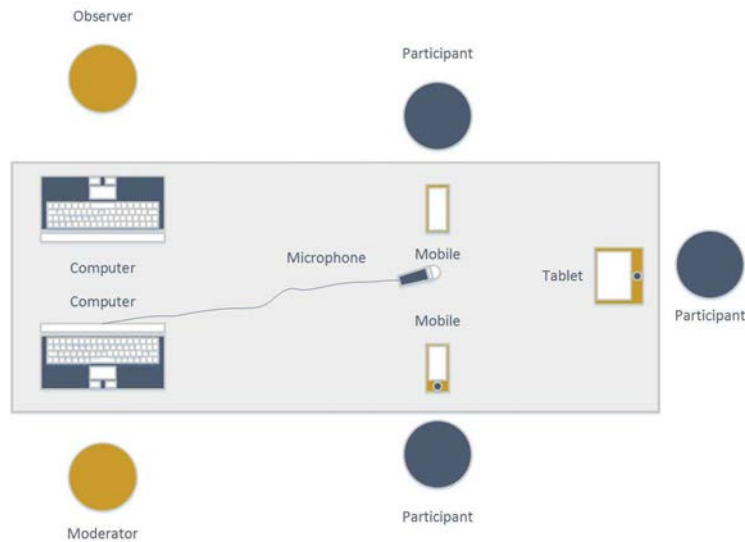 Observer
Participant
Microphone
Mobile
Computer
Tablet
Computer
Participant
Mobile
Participant
Moderator